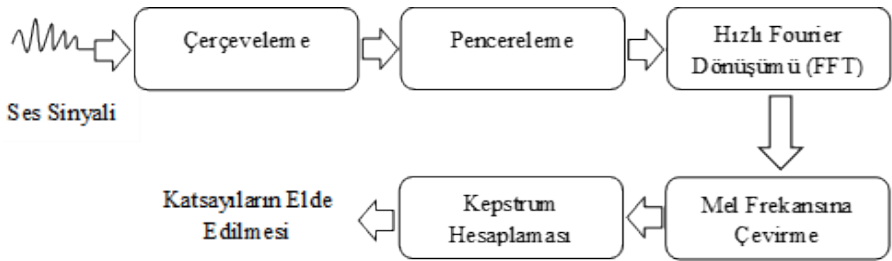 Ses Sinyali
Çerçeveleme
Pencereleme
Hızlı Fourier
Dönüşümü (FFT)
Mel Frekansına
Çevirme
Kepstrum
Hesaplaması
Katsayıların Elde
Edilmesi